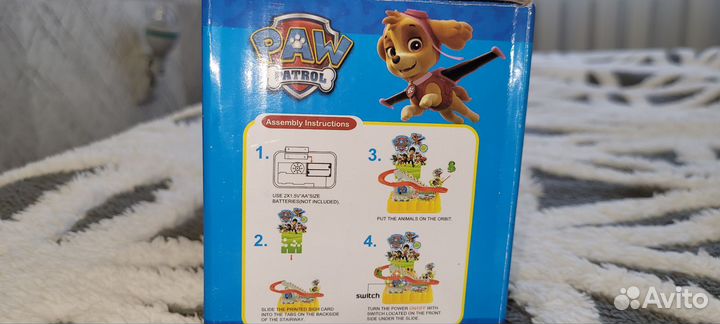 PAW
PATROL
Assembly Instructions
1.
USE 2X1.5V"AA"SIZE
BATTERIES(NOT INCLUDED).
2.
SLIDE THE PRINTED SIGH CARD
INTO THE TABS ON THE BACKSIDE
OF THE STAIRWAY.
3.
PUT THE ANIMALS ON THE ORBIT.
4.
switch
TURN THE POWER ON/OFF WITH
SWITCH LOCATED ON THE FRONT
SIDE UNDER THE SLIDE.
Avito